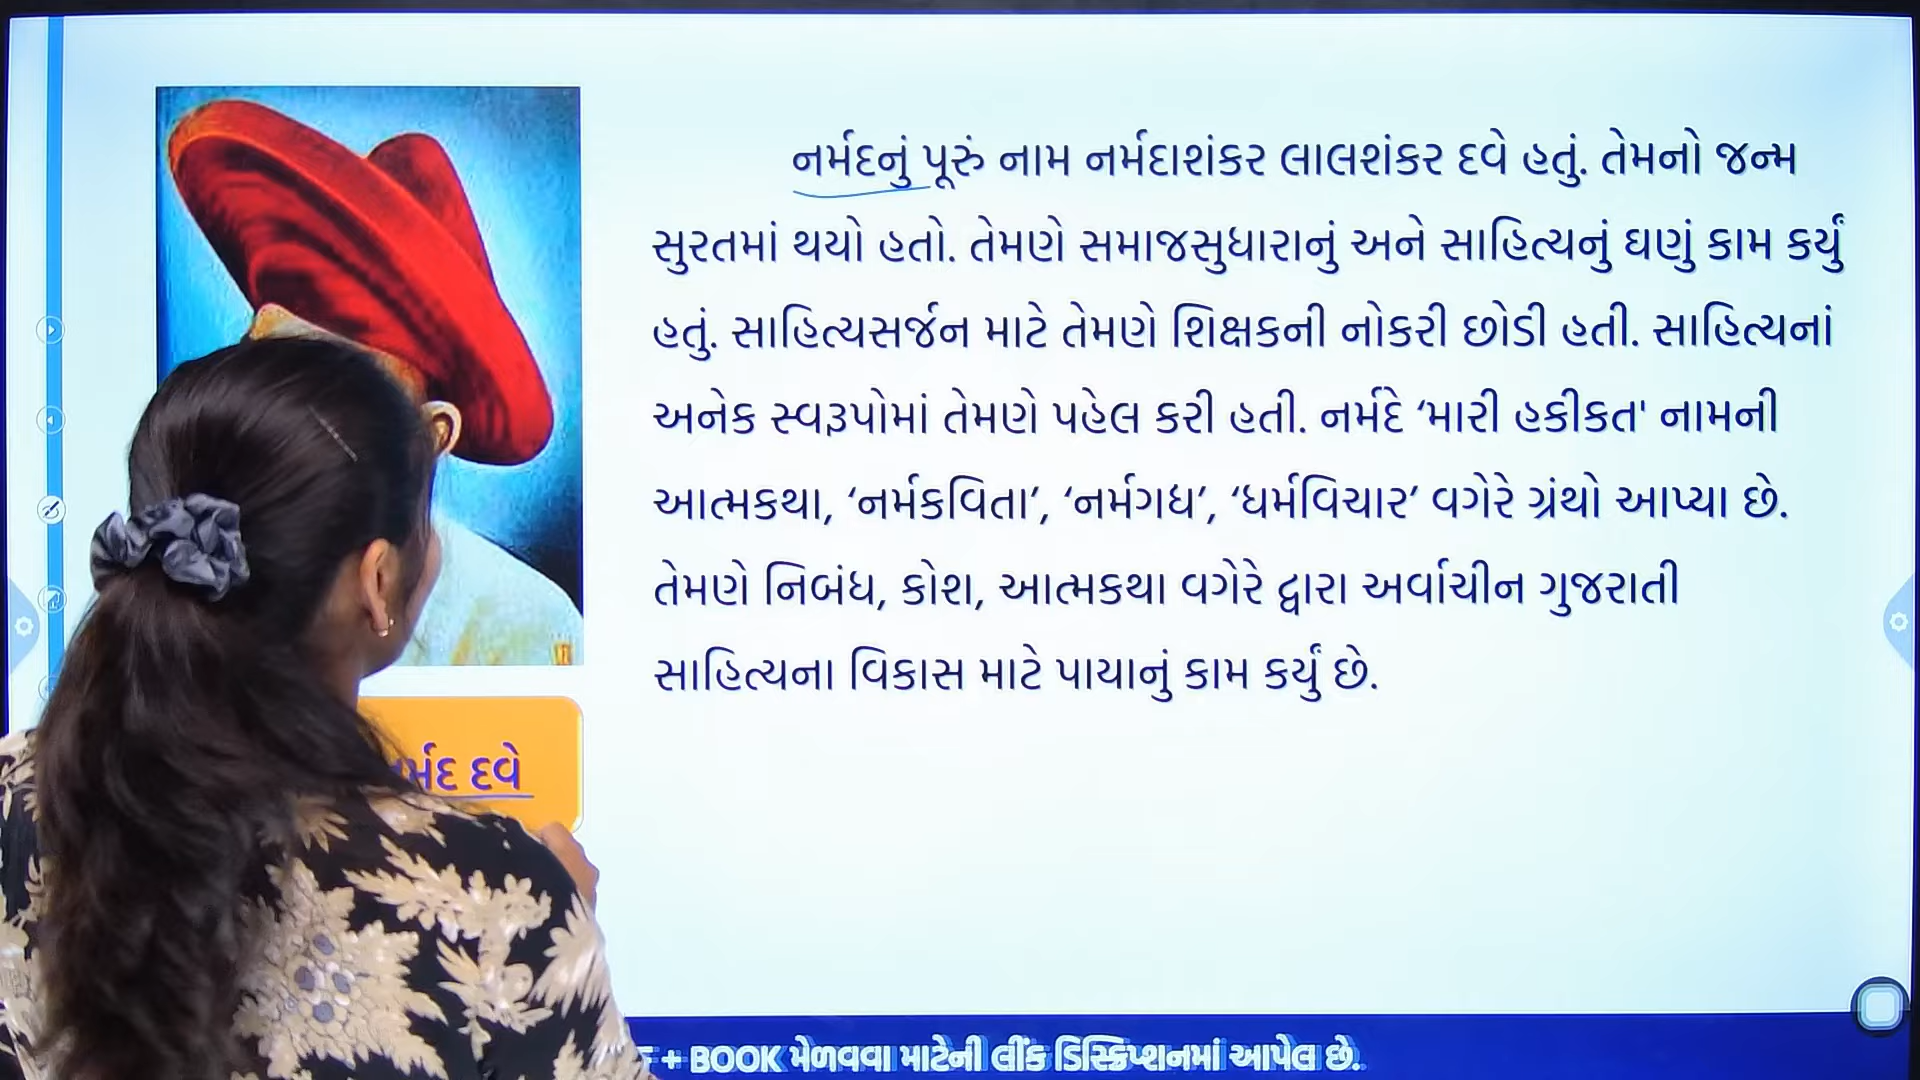 નર્મદનું પૂરું નામ નર્મદાશંકર લાલશંકર દવે હતું. તેમનો જન્મ
સુરતમાં થયો હતો. તેમણે સમાજસુધારાનું અને સાહિત્યનું ઘણું કામ કર્યું
હતું. સાહિત્યસર્જન માટે તેમણે શિક્ષકની નોકરી છોડી હતી. સાહિત્યનાં
અનેક સ્વરૂપોમાં તેમણે પહેલ કરી હતી. નર્મદે ‘મારી હકીકત' નામની
આત્મકથા, ‘નર્મકવિતા’, ‘નર્મગદ્ય’, ‘ધર્મવિચાર’ વગેરે ગ્રંથો આપ્યા છે.
તેમણે નિબંધ, કોશ, આત્મકથા વગેરે દ્વારા અર્વાચીન ગુજરાતી
સાહિત્યના વિકાસ માટે પાયાનું કામ કર્યું છે.
દવે
+ BOOK મેળવવા માટેની લીંક ડિસ્ક્રિપ્શનમાં આપેલ છે.